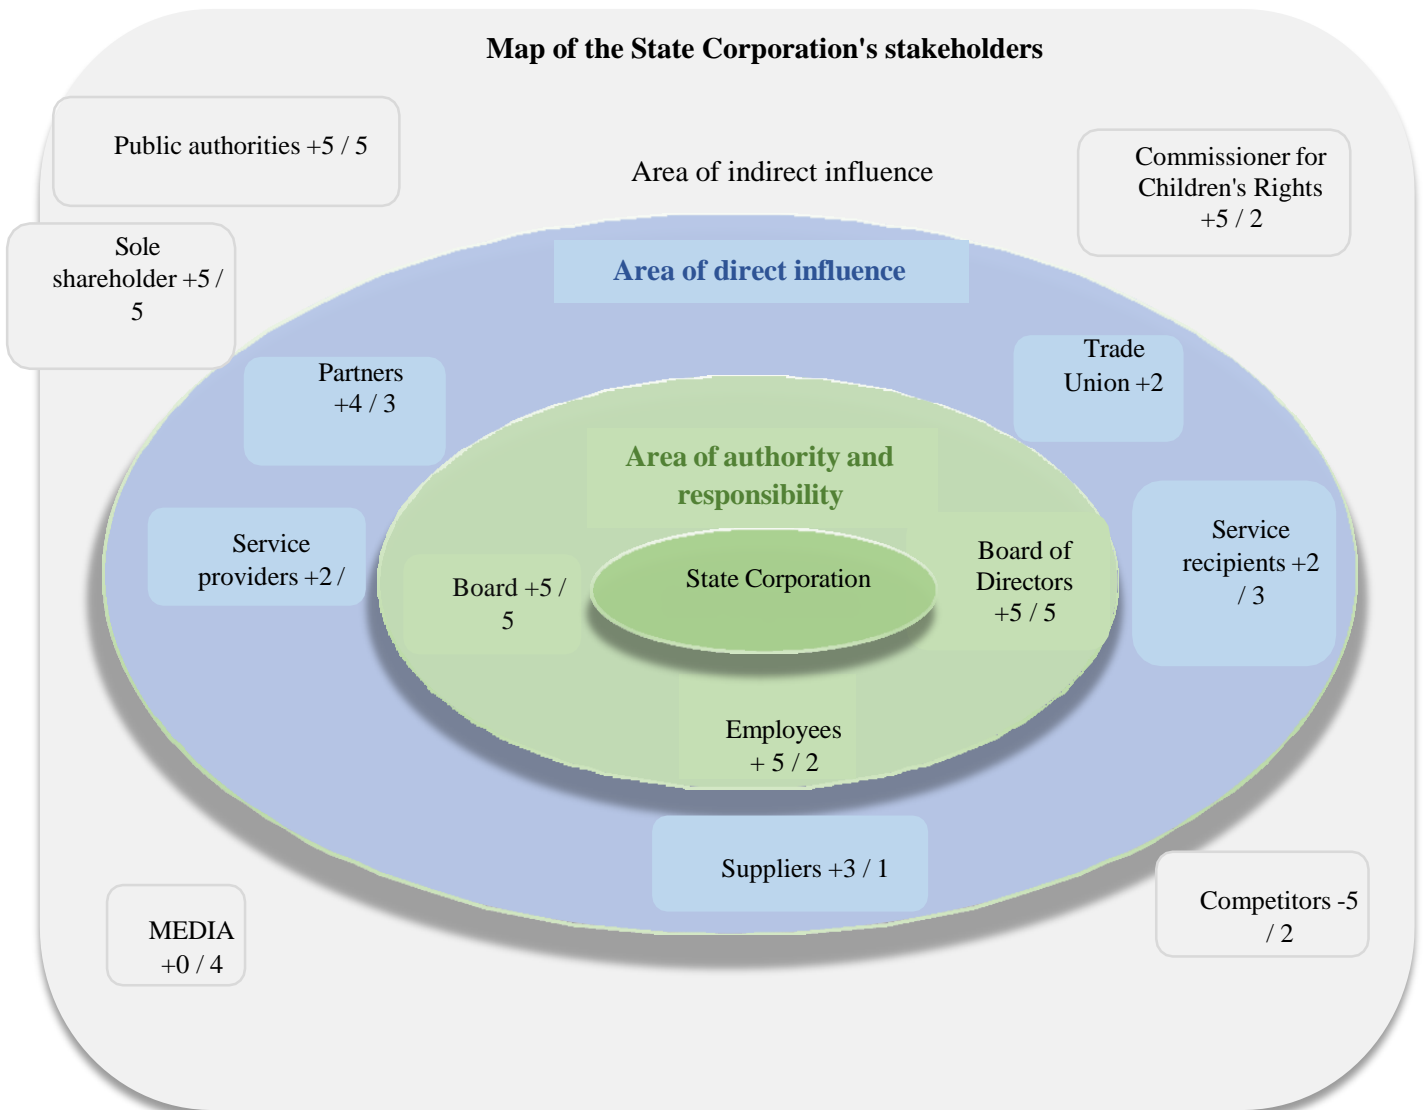 Map of the State Corporation's stakeholders
Public authorities +5 / 5
Commissioner for
Children's Rights
+5 / 2
Area of indirect influence
Sole
shareholder +5 /
5
Area of direct influence
Partners
+4 / 3
Trade
Union +2
Area of authority and
responsibility
Service
providers +2 /
Board +5 /
5
State Corporation
Board of
Directors
+5 / 5
Service
recipients +2
/ 3
Employees
+ 5 / 2
Suppliers +3 / 1
MEDIA
+0 / 4
Competitors -5
/ 2